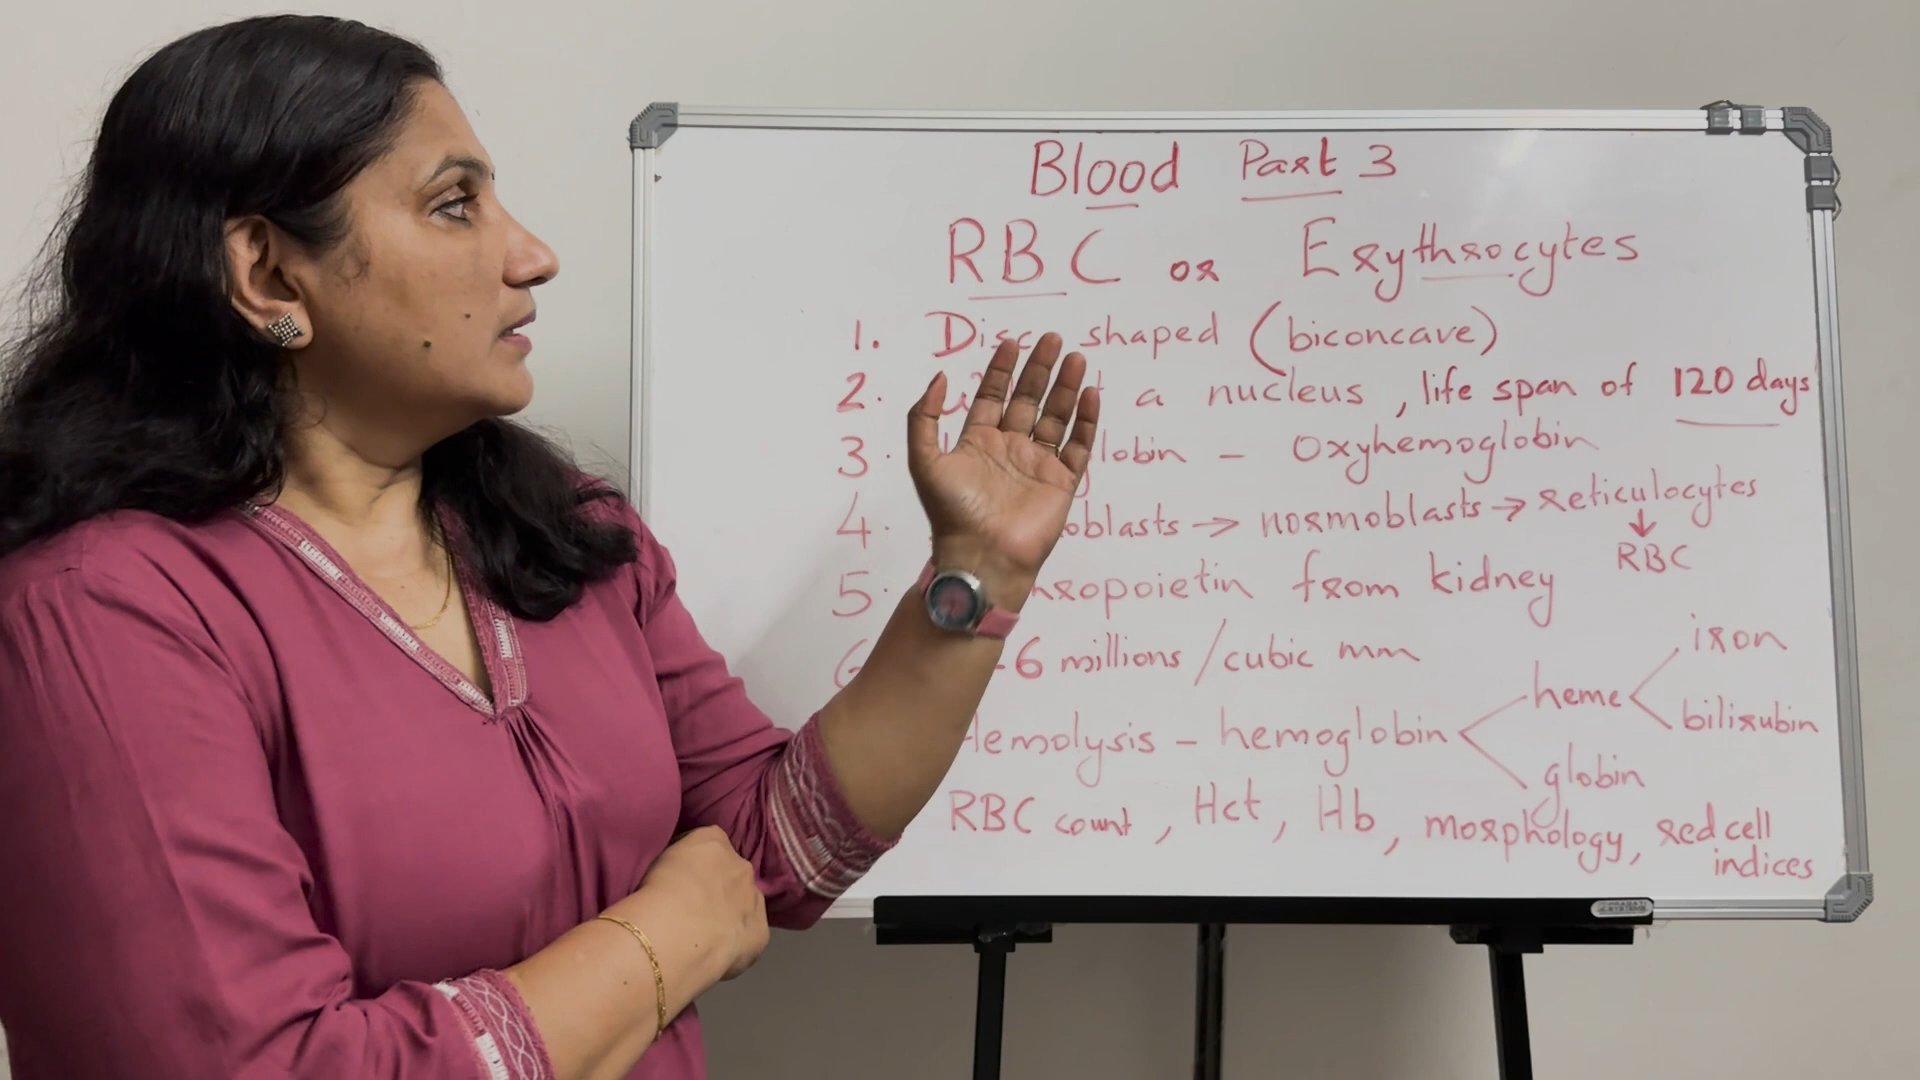 Blood Part 3
RBC or Erythrocytes
1. Disc shaped (biconcave)
2. a nucleus, life span of 120 days
3. lobin - Oxyhemoglobin
4. oblasts → normoblasts → reticulocytes
↓
RBC
5. ropoietin from kidney
-6 millions / cubic mm
iron
heme
bilirubin
Hemolysis - hemoglobin
globin
RBC count, Hct, Hb, morphology, red cell
indices